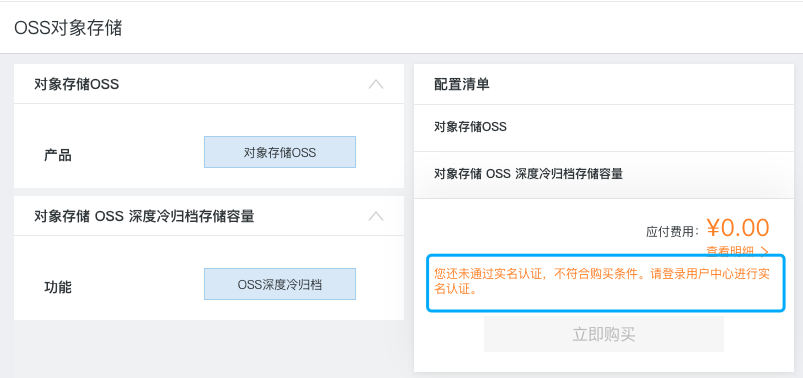 OSS对象存储
对象存储OSS
产品
对象存储OSS
对象存储 OSS 深度冷归档存储容量
功能
OSS深度冷归档
配置清单
对象存储OSS
对象存储 OSS 深度冷归档存储容量
应付费用: ¥0.00
查看明细 >
您还未通过实名认证，不符合购买条件。请登录用户中心进行实
名认证。
立即购买